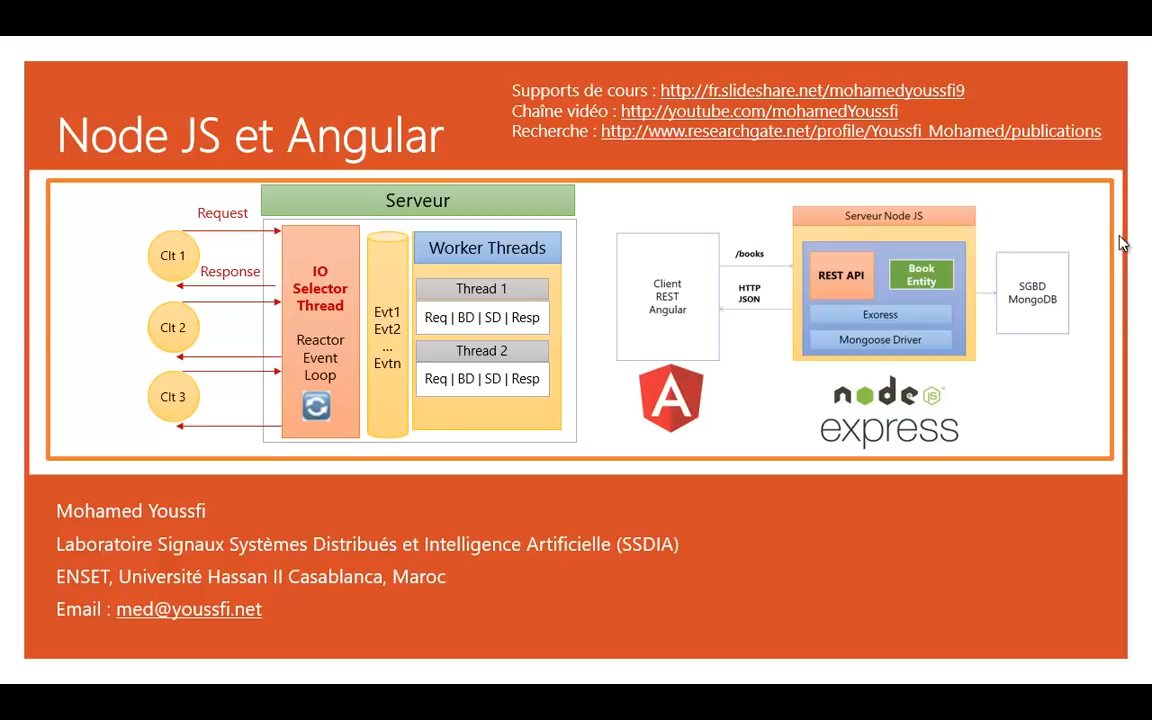 Supports de cours : http://fr.slideshare.net/mohamedyoussfi9
Chaîne vidéo : http://youtube.com/mohamedYoussfi
Recherche : http://www.researchgate.net/profile/Youssfi_Mohamed/publications
Node JS et Angular
Serveur
Request
Response
Clt 1
Clt 2
Clt 3
IO
Selector
Thread
Reactor
Event
Loop
Evt1
Evt2
...
Evtn
Worker Threads
Thread 1
Req | BD | SD | Resp
Thread 2
Req | BD | SD | Resp
Client
REST
Angular
/books
HTTP
JSON
Serveur Node JS
REST API
Book
Entity
Exoress
Mongoose Driver
SGBD
MongoDB
A
node JS
express
Mohamed Youssfi
Laboratoire Signaux Systèmes Distribués et Intelligence Artificielle (SSDIA)
ENSET, Université Hassan II Casablanca, Maroc
Email : med@youssfi.net